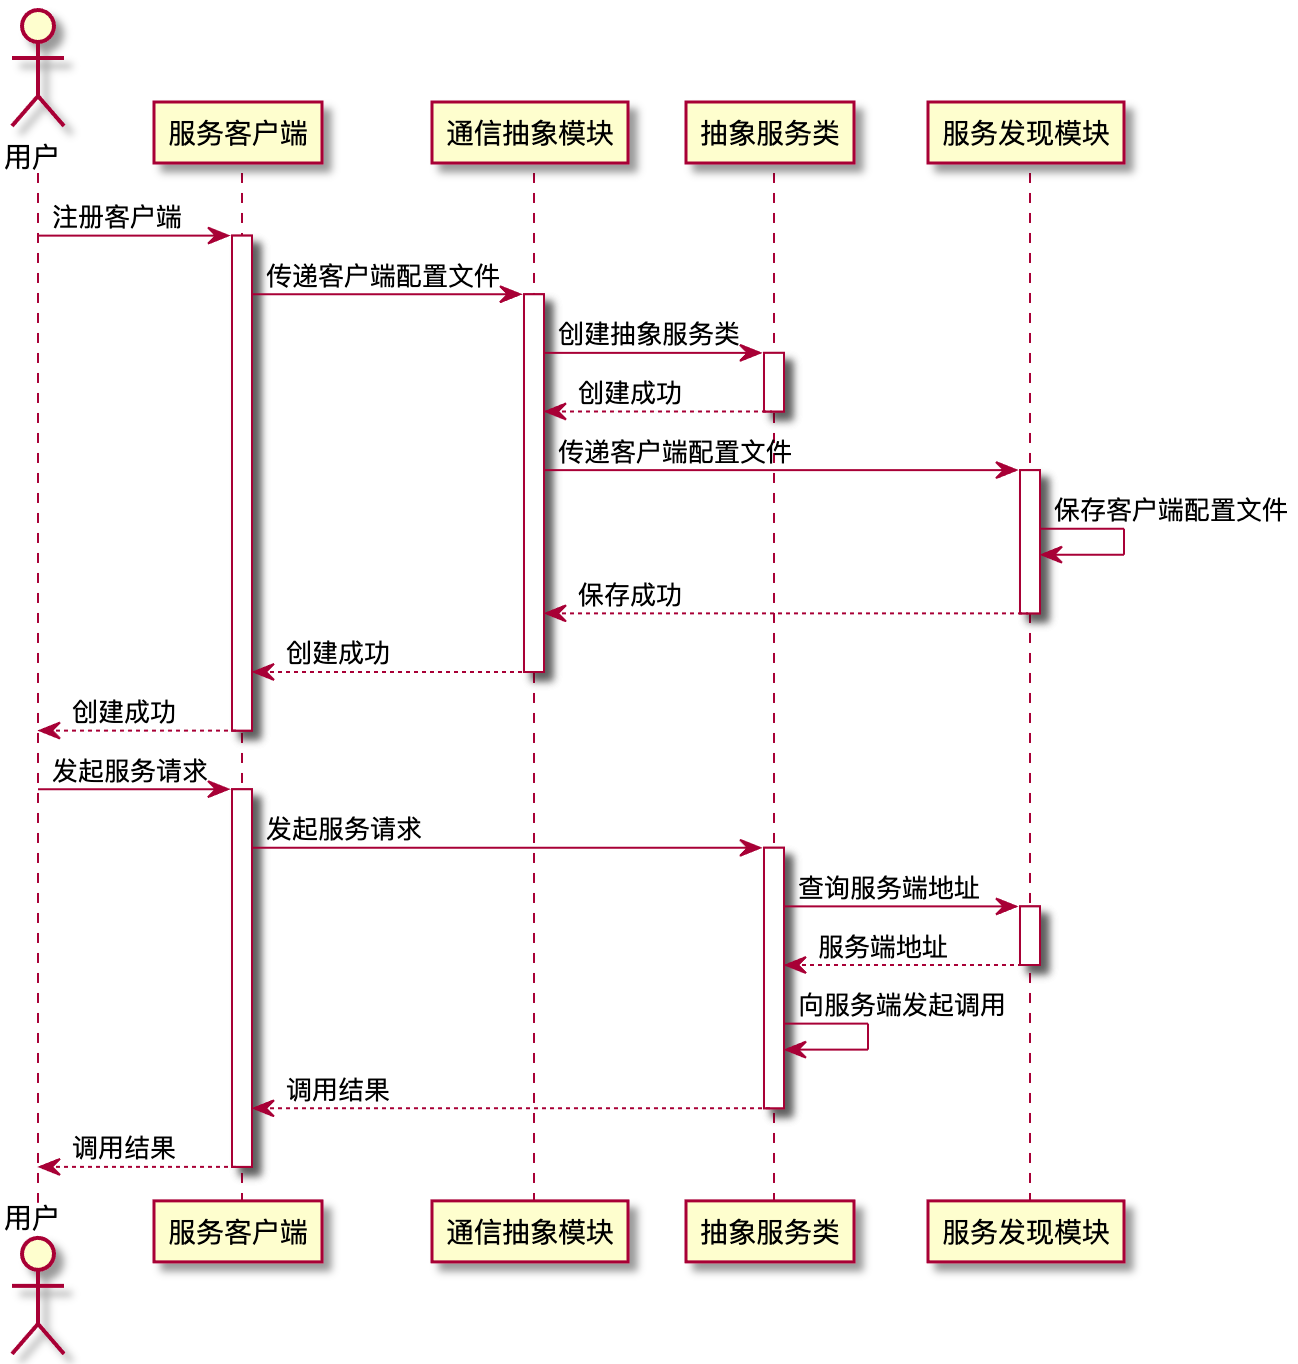 用户
服务客户端
通信抽象模块
抽象服务类
服务发现模块
注册客户端
传递客户端配置文件
创建抽象服务类
创建成功
传递客户端配置文件
保存客户端配置文件
保存成功
创建成功
创建成功
发起服务请求
发起服务请求
查询服务端地址
服务端地址
向服务端发起调用
调用结果
调用结果
用户
服务客户端
通信抽象模块
抽象服务类
服务发现模块